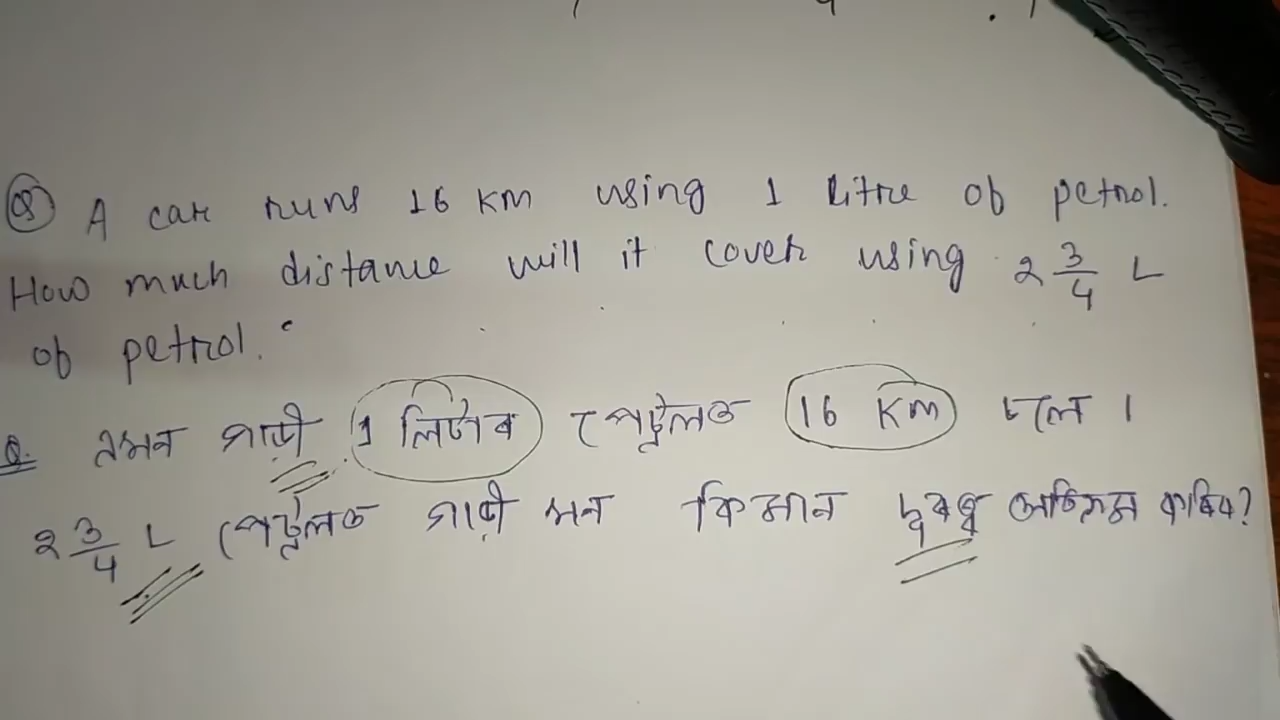 Q A car runs 16 KM using 1 litre of petrol.
How much distance will it cover using 2 3/4 L
of petrol.
Q. এখন গাড়ী 1 লিটাৰ পেট্ৰোলত 16 KM চলে।
2 3/4 L পেট্ৰোলত গাড়ী খন কিমান দূৰত্ব অতিক্ৰম কৰিব?